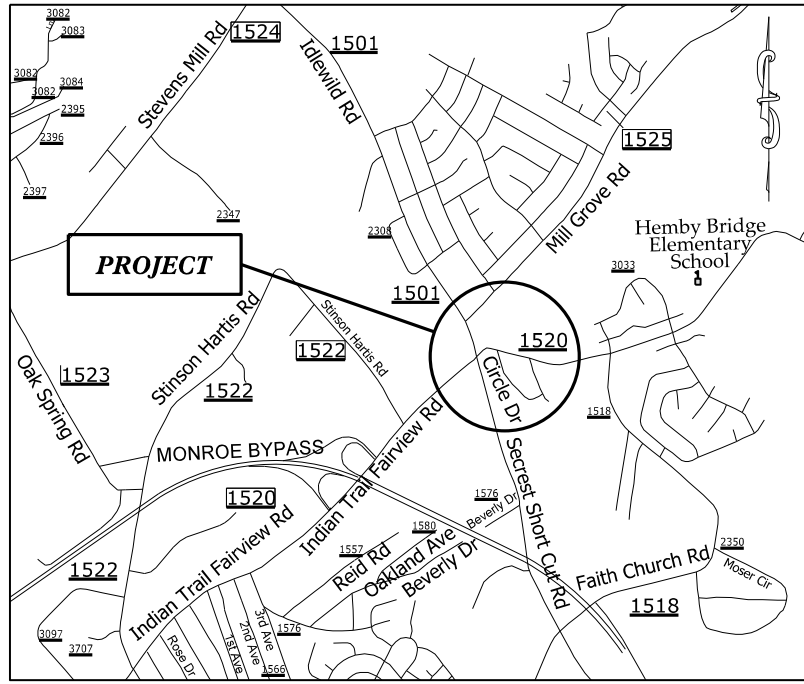 3082
3083
1524
1501
3082
3082
3084
2395
2396
2397
Stevens Mill Rd
Idlewild Rd
1525
2347
2308
Mill Grove Rd
Hemby Bridge
Elementary
School
3033
PROJECT
1501
Stinson Hartis Rd
Stinson Hartis Rd
1522
1520
1523
Oak Spring Rd
1522
Circle Dr
1518
MONROE BYPASS
Indian Trail Fairview Rd
Secrest Short Cut Rd
1520
1576
Beverly Dr
1580
Indian Trail Fairview Rd
1557
Reid Rd
Oakland Ave
Beverly Dr
2350
Faith Church Rd
Moser Cir
1522
1518
3097
3707
Rose Dr
1st Ave
2nd Ave
3rd Ave
1576
1566